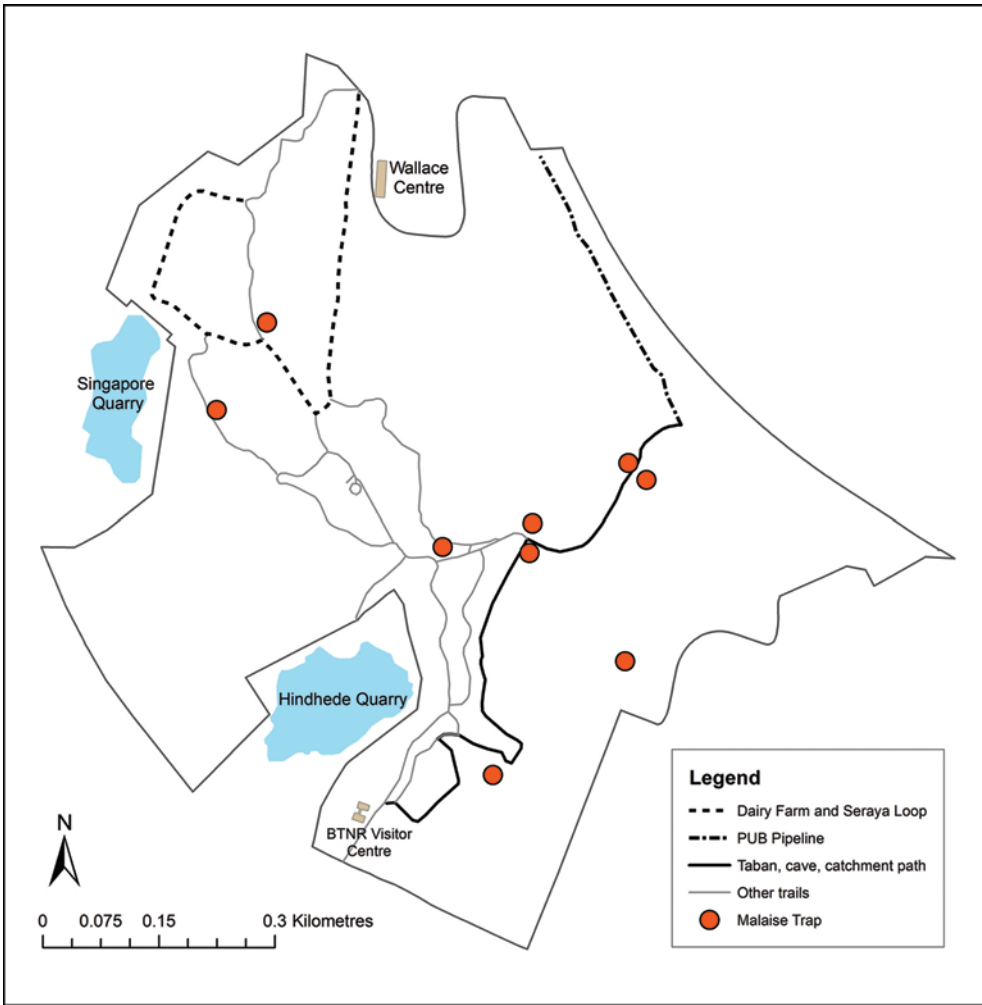 Wallace
Centre
Singapore
Quarry
Hindhede Quarry
BTNR Visitor
Centre
N
0 0.075 0.15 0.3 Kilometres
Legend
Dairy Farm and Seraya Loop
PUB Pipeline
Taban, cave, catchment path
Other trails
Malaise Trap